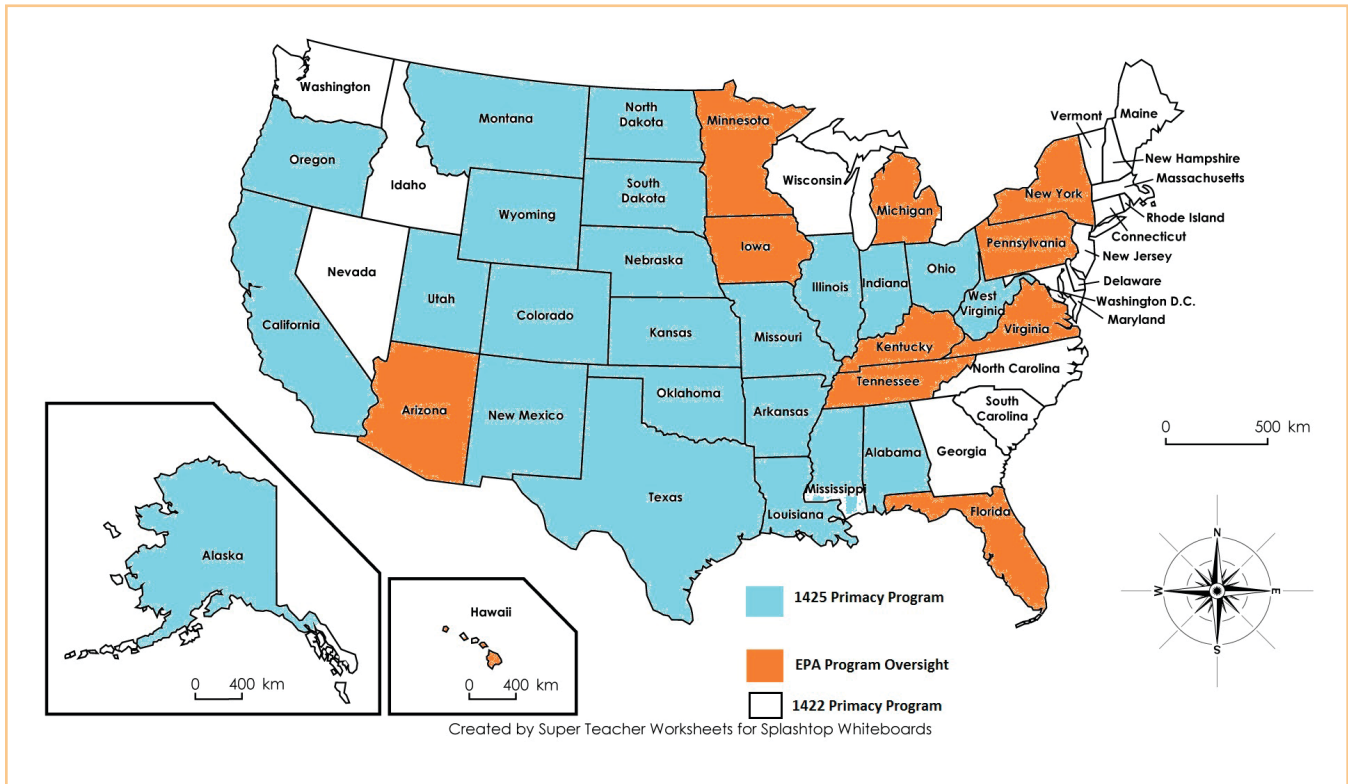 Washington
Montana
North
Dakota
Minnesota
Vermont
Maine
New Hampshire
Massachusetts
Oregon
Idaho
Wisconsin
South
Dakota
Wyoming
Michigan
New York
Rhode Island
Connecticut
Iowa
Pennsylvania
New Jersey
Nevada
Nebraska
Ohio
Illinois
Indiana
Delaware
Utah
Colorado
West
Virginia
Washington D.C.
Maryland
California
Kansas
Missouri
Virginia
Kentucky
North Carolina
Tennessee
Arizona
New Mexico
Oklahoma
Arkansas
South
Carolina
Alabama
Georgia
0 500 km
Mississippi
Texas
Louisiana
Florida
Alaska
0 400 km
Hawaii
0 400 km
N
W
E
S
1425 Primacy Program
EPA Program Oversight
1422 Primacy Program
Created by Super Teacher Worksheets for Splashtop Whiteboards